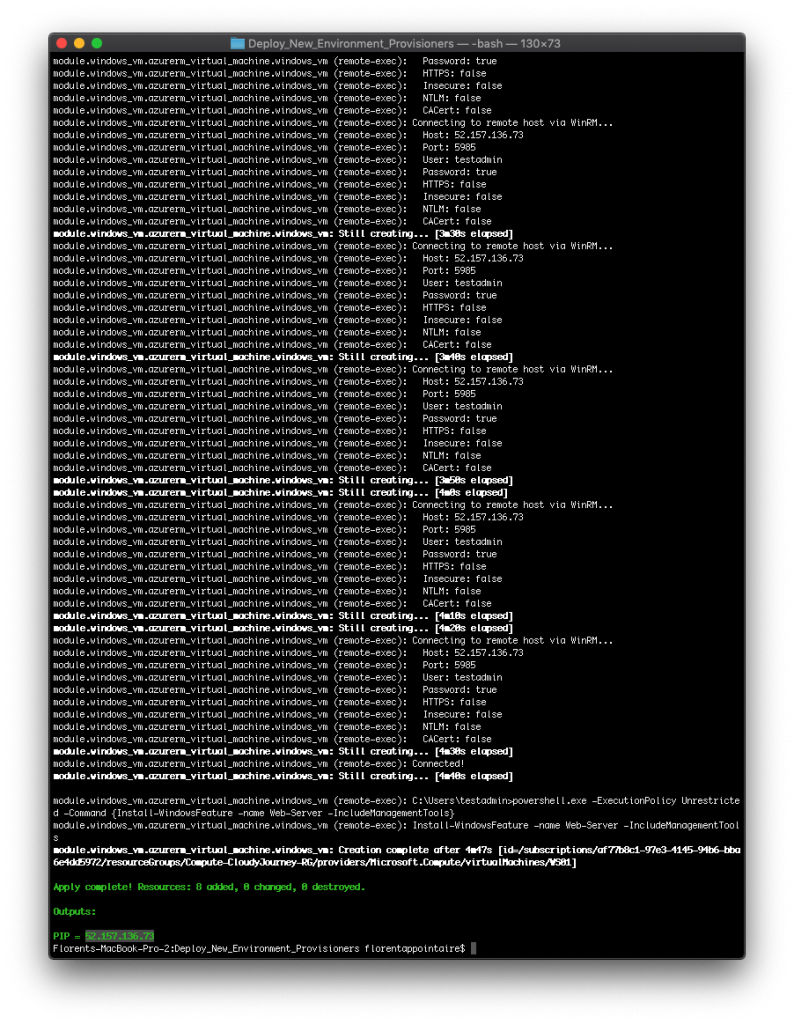 Deploy_New_Environment_Provisioners — -bash — 130×73
module.windows_vm.azurerm_virtual_machine.windows_vm (remote-exec):   Password: true
module.windows_vm.azurerm_virtual_machine.windows_vm (remote-exec):   HTTPS: false
module.windows_vm.azurerm_virtual_machine.windows_vm (remote-exec):   Insecure: false
module.windows_vm.azurerm_virtual_machine.windows_vm (remote-exec):   NTLM: false
module.windows_vm.azurerm_virtual_machine.windows_vm (remote-exec):   CACert: false
module.windows_vm.azurerm_virtual_machine.windows_vm (remote-exec): Connecting to remote host via WinRM...
module.windows_vm.azurerm_virtual_machine.windows_vm (remote-exec):   Host: 52.157.136.73
module.windows_vm.azurerm_virtual_machine.windows_vm (remote-exec):   Port: 5985
module.windows_vm.azurerm_virtual_machine.windows_vm (remote-exec):   User: testadmin
module.windows_vm.azurerm_virtual_machine.windows_vm (remote-exec):   Password: true
module.windows_vm.azurerm_virtual_machine.windows_vm (remote-exec):   HTTPS: false
module.windows_vm.azurerm_virtual_machine.windows_vm (remote-exec):   Insecure: false
module.windows_vm.azurerm_virtual_machine.windows_vm (remote-exec):   NTLM: false
module.windows_vm.azurerm_virtual_machine.windows_vm (remote-exec):   CACert: false
module.windows_vm.azurerm_virtual_machine.windows_vm: Still creating... [3m30s elapsed]
module.windows_vm.azurerm_virtual_machine.windows_vm (remote-exec): Connecting to remote host via WinRM...
module.windows_vm.azurerm_virtual_machine.windows_vm (remote-exec):   Host: 52.157.136.73
module.windows_vm.azurerm_virtual_machine.windows_vm (remote-exec):   Port: 5985
module.windows_vm.azurerm_virtual_machine.windows_vm (remote-exec):   User: testadmin
module.windows_vm.azurerm_virtual_machine.windows_vm (remote-exec):   Password: true
module.windows_vm.azurerm_virtual_machine.windows_vm (remote-exec):   HTTPS: false
module.windows_vm.azurerm_virtual_machine.windows_vm (remote-exec):   Insecure: false
module.windows_vm.azurerm_virtual_machine.windows_vm (remote-exec):   NTLM: false
module.windows_vm.azurerm_virtual_machine.windows_vm (remote-exec):   CACert: false
module.windows_vm.azurerm_virtual_machine.windows_vm: Still creating... [3m40s elapsed]
module.windows_vm.azurerm_virtual_machine.windows_vm (remote-exec): Connecting to remote host via WinRM...
module.windows_vm.azurerm_virtual_machine.windows_vm (remote-exec):   Host: 52.157.136.73
module.windows_vm.azurerm_virtual_machine.windows_vm (remote-exec):   Port: 5985
module.windows_vm.azurerm_virtual_machine.windows_vm (remote-exec):   User: testadmin
module.windows_vm.azurerm_virtual_machine.windows_vm (remote-exec):   Password: true
module.windows_vm.azurerm_virtual_machine.windows_vm (remote-exec):   HTTPS: false
module.windows_vm.azurerm_virtual_machine.windows_vm (remote-exec):   Insecure: false
module.windows_vm.azurerm_virtual_machine.windows_vm (remote-exec):   NTLM: false
module.windows_vm.azurerm_virtual_machine.windows_vm (remote-exec):   CACert: false
module.windows_vm.azurerm_virtual_machine.windows_vm: Still creating... [3m50s elapsed]
module.windows_vm.azurerm_virtual_machine.windows_vm: Still creating... [4m0s elapsed]
module.windows_vm.azurerm_virtual_machine.windows_vm (remote-exec): Connecting to remote host via WinRM...
module.windows_vm.azurerm_virtual_machine.windows_vm (remote-exec):   Host: 52.157.136.73
module.windows_vm.azurerm_virtual_machine.windows_vm (remote-exec):   Port: 5985
module.windows_vm.azurerm_virtual_machine.windows_vm (remote-exec):   User: testadmin
module.windows_vm.azurerm_virtual_machine.windows_vm (remote-exec):   Password: true
module.windows_vm.azurerm_virtual_machine.windows_vm (remote-exec):   HTTPS: false
module.windows_vm.azurerm_virtual_machine.windows_vm (remote-exec):   Insecure: false
module.windows_vm.azurerm_virtual_machine.windows_vm (remote-exec):   NTLM: false
module.windows_vm.azurerm_virtual_machine.windows_vm (remote-exec):   CACert: false
module.windows_vm.azurerm_virtual_machine.windows_vm: Still creating... [4m10s elapsed]
module.windows_vm.azurerm_virtual_machine.windows_vm: Still creating... [4m20s elapsed]
module.windows_vm.azurerm_virtual_machine.windows_vm (remote-exec): Connecting to remote host via WinRM...
module.windows_vm.azurerm_virtual_machine.windows_vm (remote-exec):   Host: 52.157.136.73
module.windows_vm.azurerm_virtual_machine.windows_vm (remote-exec):   Port: 5985
module.windows_vm.azurerm_virtual_machine.windows_vm (remote-exec):   User: testadmin
module.windows_vm.azurerm_virtual_machine.windows_vm (remote-exec):   Password: true
module.windows_vm.azurerm_virtual_machine.windows_vm (remote-exec):   HTTPS: false
module.windows_vm.azurerm_virtual_machine.windows_vm (remote-exec):   Insecure: false
module.windows_vm.azurerm_virtual_machine.windows_vm (remote-exec):   NTLM: false
module.windows_vm.azurerm_virtual_machine.windows_vm (remote-exec):   CACert: false
module.windows_vm.azurerm_virtual_machine.windows_vm: Still creating... [4m30s elapsed]
module.windows_vm.azurerm_virtual_machine.windows_vm (remote-exec): Connected!
module.windows_vm.azurerm_virtual_machine.windows_vm: Still creating... [4m40s elapsed]
module.windows_vm.azurerm_virtual_machine.windows_vm (remote-exec): C:\Users\testadmin>powershell.exe -ExecutionPolicy Unrestricte
d -Command {Install-WindowsFeature -name Web-Server -IncludeManagementTools}
module.windows_vm.azurerm_virtual_machine.windows_vm (remote-exec): Install-WindowsFeature -name Web-Server -IncludeManagementTool
s
module.windows_vm.azurerm_virtual_machine.windows_vm: Creation complete after 4m47s [id=/subscriptions/af77b8c1-97e3-4145-94b6-bba
6e4dd5972/resourceGroups/Compute-CloudyJourney-RG/providers/Microsoft.Compute/virtualMachines/WS01]
Apply complete! Resources: 8 added, 0 changed, 0 destroyed.
Outputs:
PIP = 52.157.136.73
Florents-MacBook-Pro-2:Deploy_New_Environment_Provisioners florentappointaire$